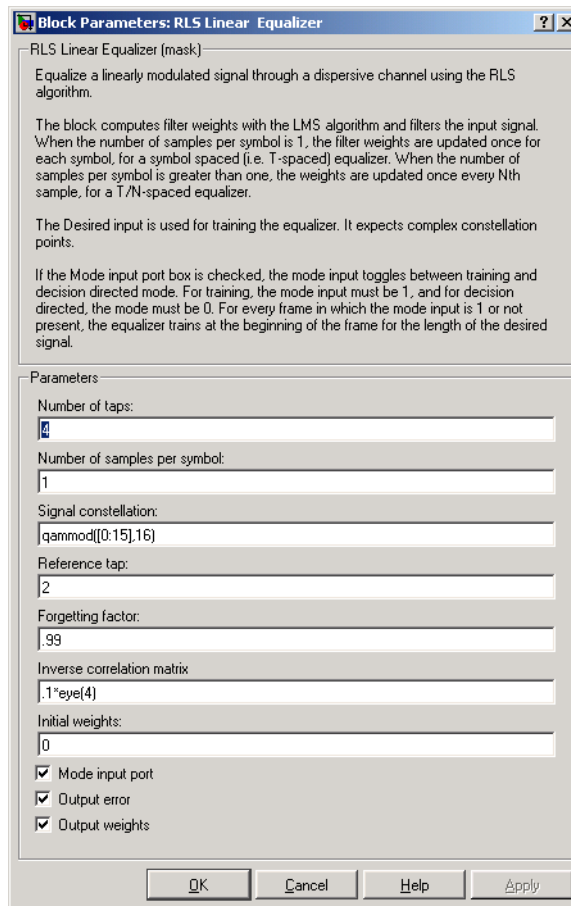 Block Parameters: RLS Linear Equalizer
RLS Linear Equalizer (mask)
Equalize a linearly modulated signal through a dispersive channel using the RLS
algorithm.
The block computes filter weights with the LMS algorithm and filters the input signal.
When the number of samples per symbol is 1, the filter weights are updated once for
each symbol, for a symbol spaced (i.e. T-spaced) equalizer. When the number of
samples per symbol is greater than one, the weights are updated once every Nth
sample, for a T/N-spaced equalizer.
The Desired input is used for training the equalizer. It expects complex constellation
points.
If the Mode input port box is checked, the mode input toggles between training and
decision directed mode. For training, the mode input must be 1, and for decision
directed, the mode must be 0. For every frame in which the mode input is 1 or not
present, the equalizer trains at the beginning of the frame for the length of the desired
signal.
Parameters
Number of taps:
4
Number of samples per symbol:
1
Signal constellation:
qammod([0:15],16)
Reference tap:
2
Forgetting factor:
.99
Inverse correlation matrix
.1*eye(4)
Initial weights:
0
Mode input port
Output error
Output weights
OK Cancel Help Apply